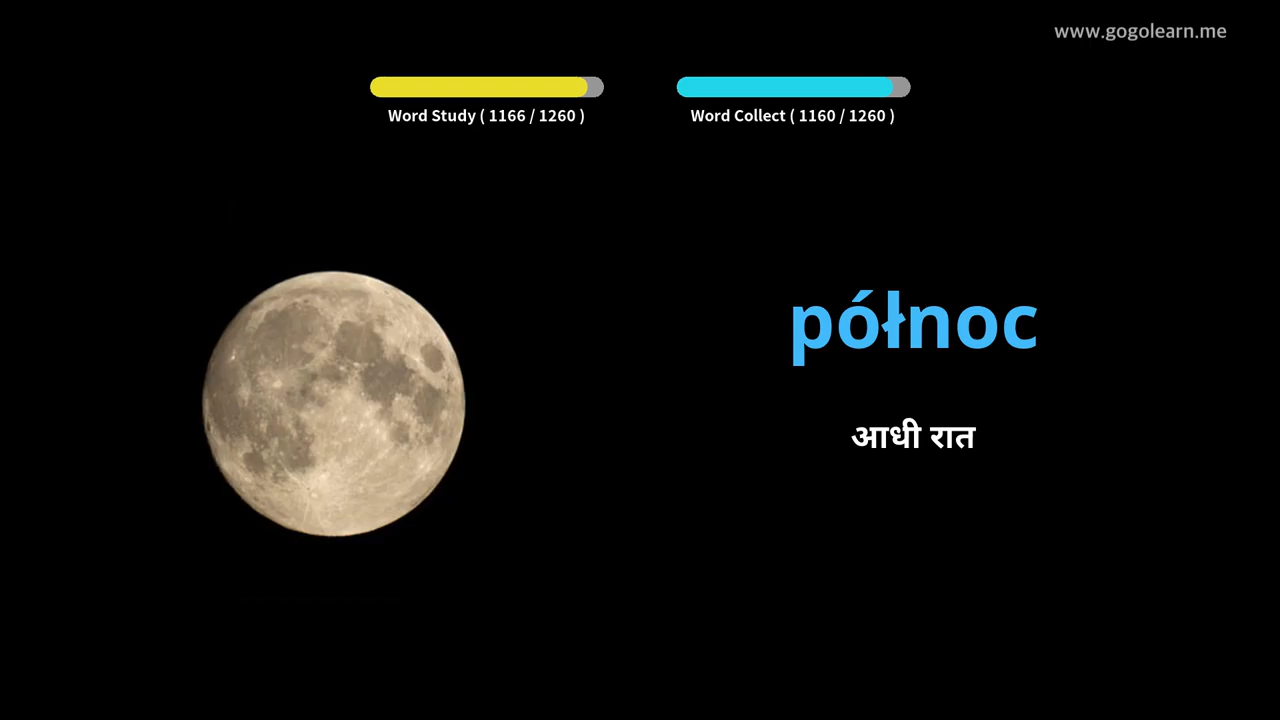 www.gogolearn.me
Word Study ( 1166 / 1260 )
Word Collect ( 1160 / 1260 )
północ
आधी रात